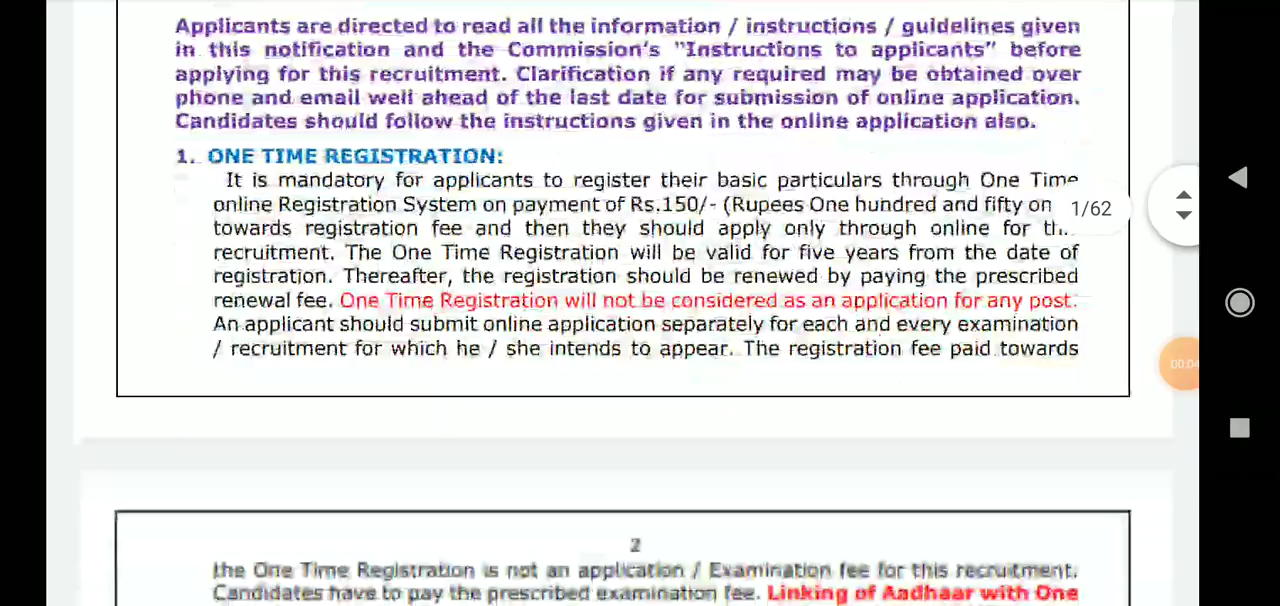 Applicants are directed to read all the information / instructions / guidelines given
in this notification and the Commission's "Instructions to applicants" before
applying for this recruitment. Clarification if any required may be obtained over
phone and email well ahead of the last date for submission of online application.
Candidates should follow the instructions given in the online application also.
1. ONE TIME REGISTRATION:
It is mandatory for applicants to register their basic particulars through One Time
online Registration System on payment of Rs.150/- (Rupees One hundred and fifty on
1/62
towards registration fee and then they should apply only through online for
recruitment. The One Time Registration will be valid for five years from the date of
registration. Thereafter, the registration should be renewed by paying the prescribed
renewal fee. One Time Registration will not be considered as an application for any post.
An applicant should submit online application separately for each and every examination
/ recruitment for which he / she intends to appear. The registration fee paid towards
00:04
2
the One Time Registration is not an application / Examination fee for this recruitment.
Candidates have to pay the prescribed examination fee. Linking of Aadhaar with One